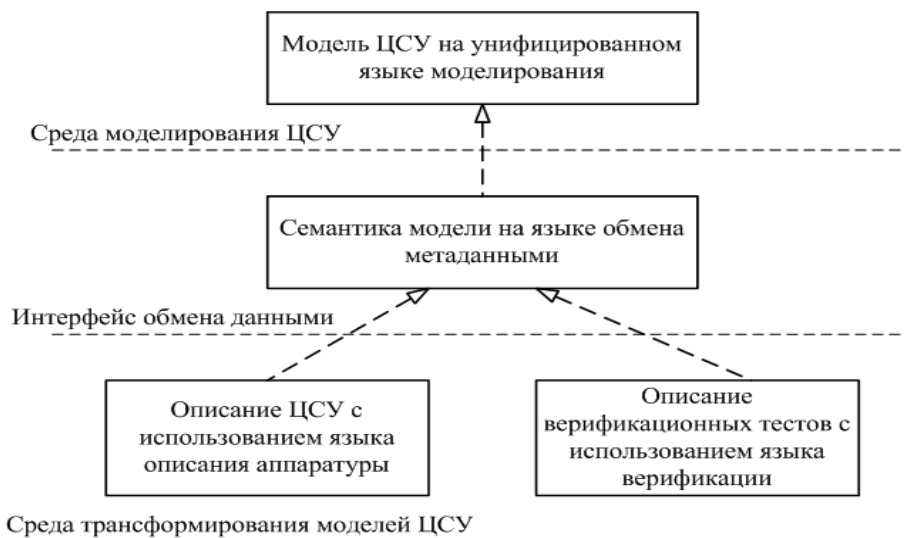 Модель ЦСУ на унифицированном
языке моделирования
Среда моделирования ЦСУ
Семантика модели на языке обмена
метаданными
Интерфейс обмена данными
Описание ЦСУ с
использованием языка
описания аппаратуры
Описание
верификационных тестов с
использованием языка
верификации
Среда трансформирования моделей ЦСУ